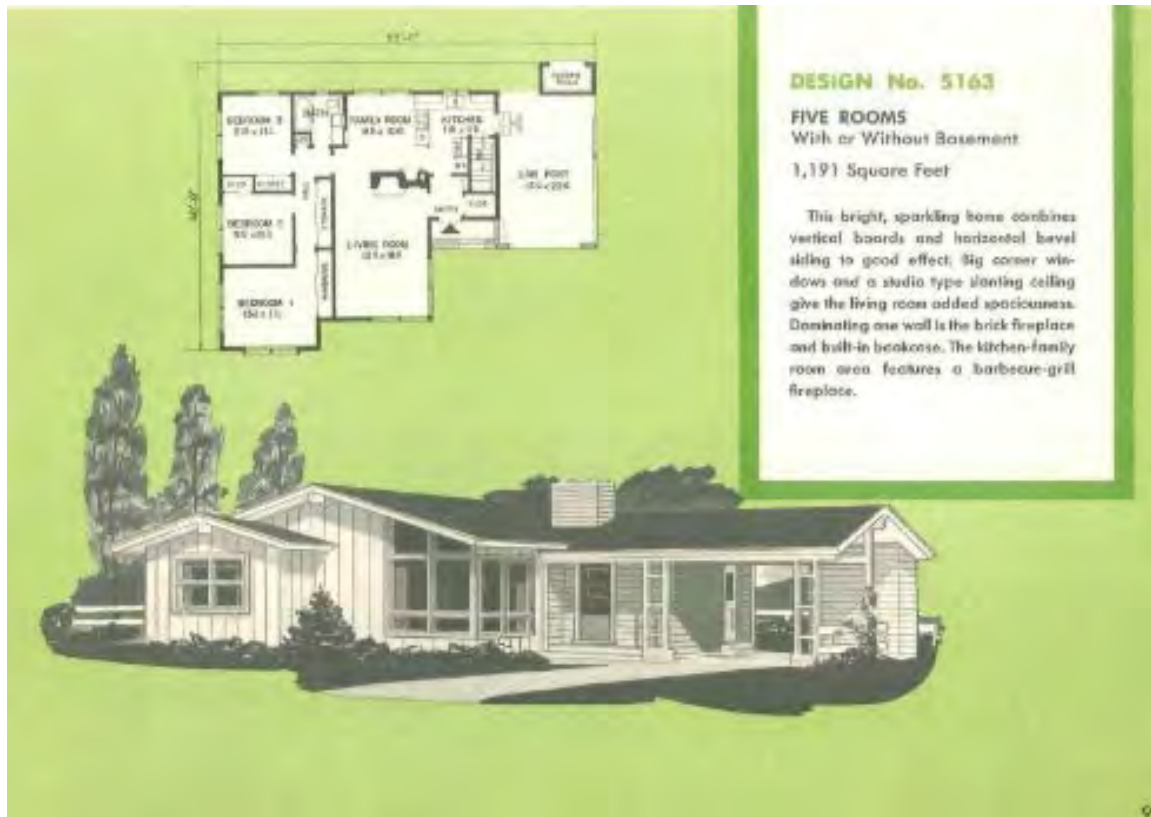 BEDROOM 3
BATH
FAMILY ROOM
KITCHEN
CAR PORT
BEDROOM 2
LIVING ROOM
BEDROOM 1
DESIGN No. 5163
FIVE ROOMS
With or Without Basement
1,191 Square Feet
This bright, sparkling home combines
vertical boards and horizontal bevel
siding to good effect. Big corner win-
dows and a studio type slanting ceiling
give the living room added spaciousness.
Dominating one wall is the brick fireplace
and built-in bookcase. The kitchen-family
room area features a barbecue-grill
fireplace.